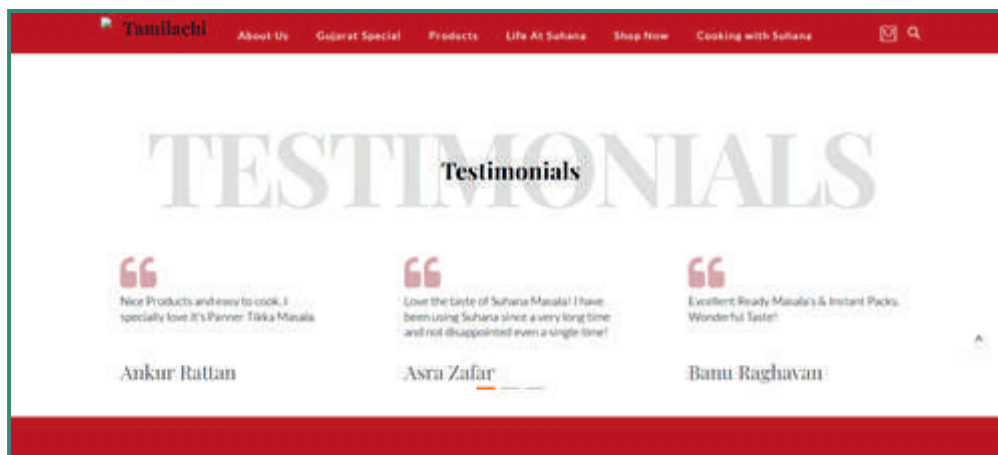 Tamilachi
About Us Gujarat Special Products Life At Suhana Shop Now Cooking with Suhana
TESTIMONIALS
Testimonials
Nice Products and easy to cook. I
specially love it's Panner Tikka Masala.
Ankur Rattan
Love the taste of Suhana Masala! I have
been using Suhana since a very long time
and not disappointed even a single time!
Asra Zafar
Excellent Ready Masala's & Instant Packs.
Wonderful Taste!
Banu Raghavan